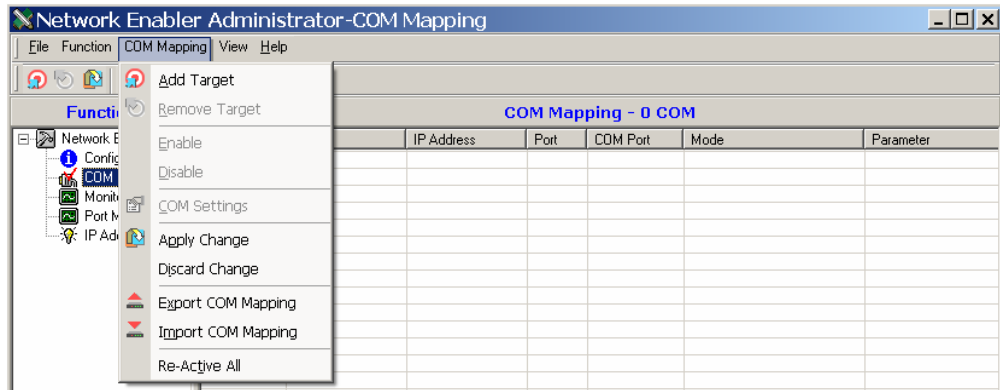 Network Enabler Administrator-COM Mapping
File Function COM Mapping View Help
Functi
COM Mapping - 0 COM
Add Target
Remove Target
Enable
Disable
COM Settings
Apply Change
Discard Change
Export COM Mapping
Import COM Mapping
Re-Active All
IP Address Port COM Port Mode Parameter
Network E
Config
COM
Monit
Port M
IP Ad